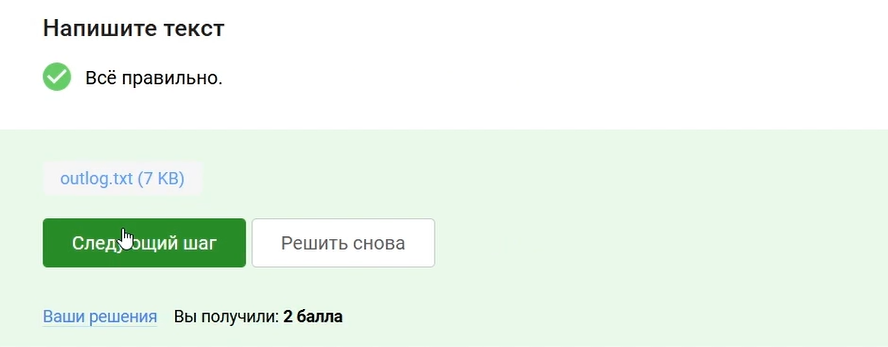 Напишите текст
Всё правильно.
outlog.txt (7 KB)
Следующий шаг Решить снова
Ваши решения Вы получили: 2 балла